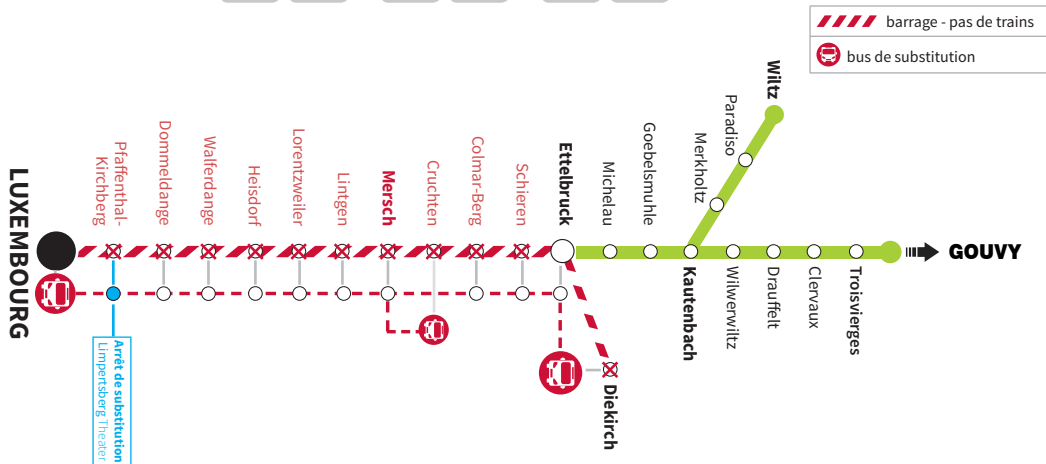 barrage - pas de trains
bus de substitution
LUXEMBOURG
Pfaffenthal-
Kirchberg
Dommeldange
Walferdange
Heisdorf
Lorentzweiler
Lintgen
Mersch
Cruchten
Colmar-Berg
Schieren
Ettelbruck
Michelau
Goebelsmuhle
Merkholtz
Paradiso
Wiltz
Kautenbach
Wilwerwiltz
Drauffelt
Clervaux
Troisvierges
GOUVY
Diekirch
Arrêt de substitution
Limpertsberg Theater